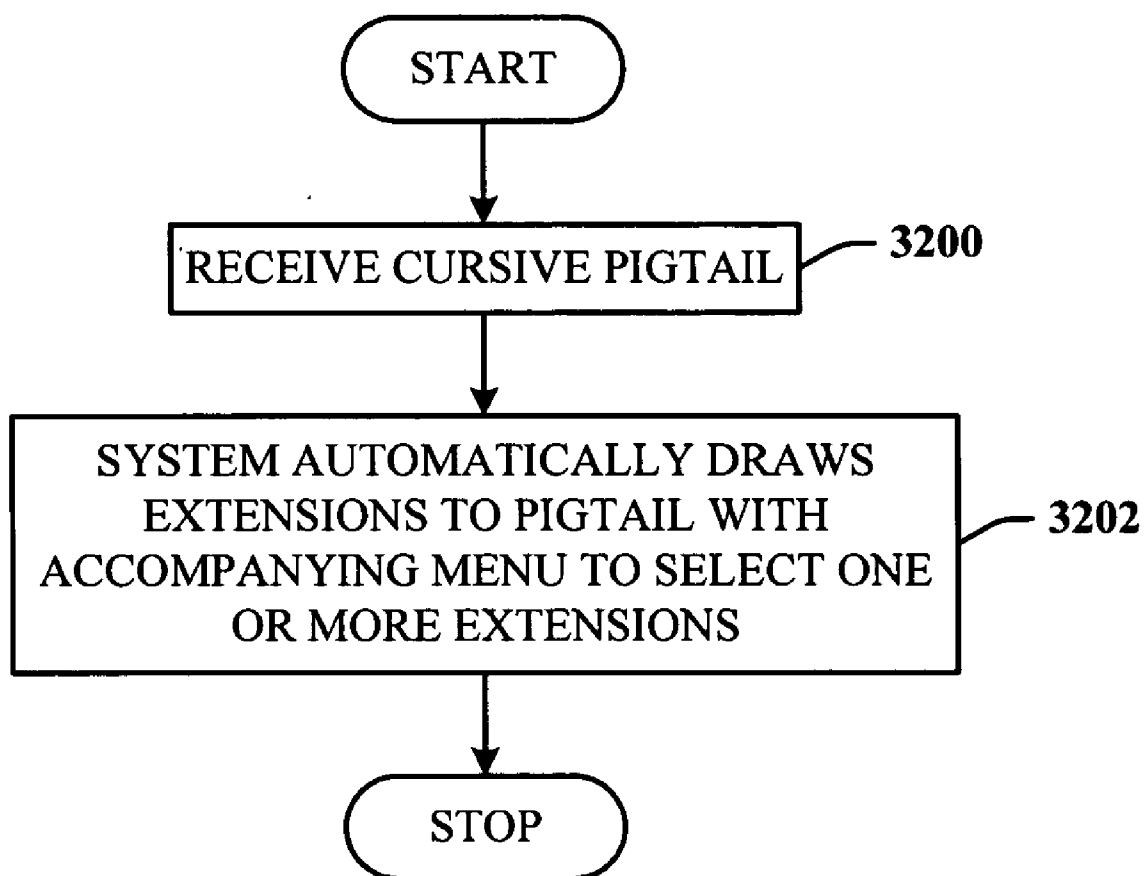 START
RECEIVE CURSIVE PIGTAIL
3200
SYSTEM AUTOMATICALLY DRAWS
EXTENSIONS TO PIGTAIL WITH
ACCOMPANYING MENU TO SELECT ONE
OR MORE EXTENSIONS
3202
STOP